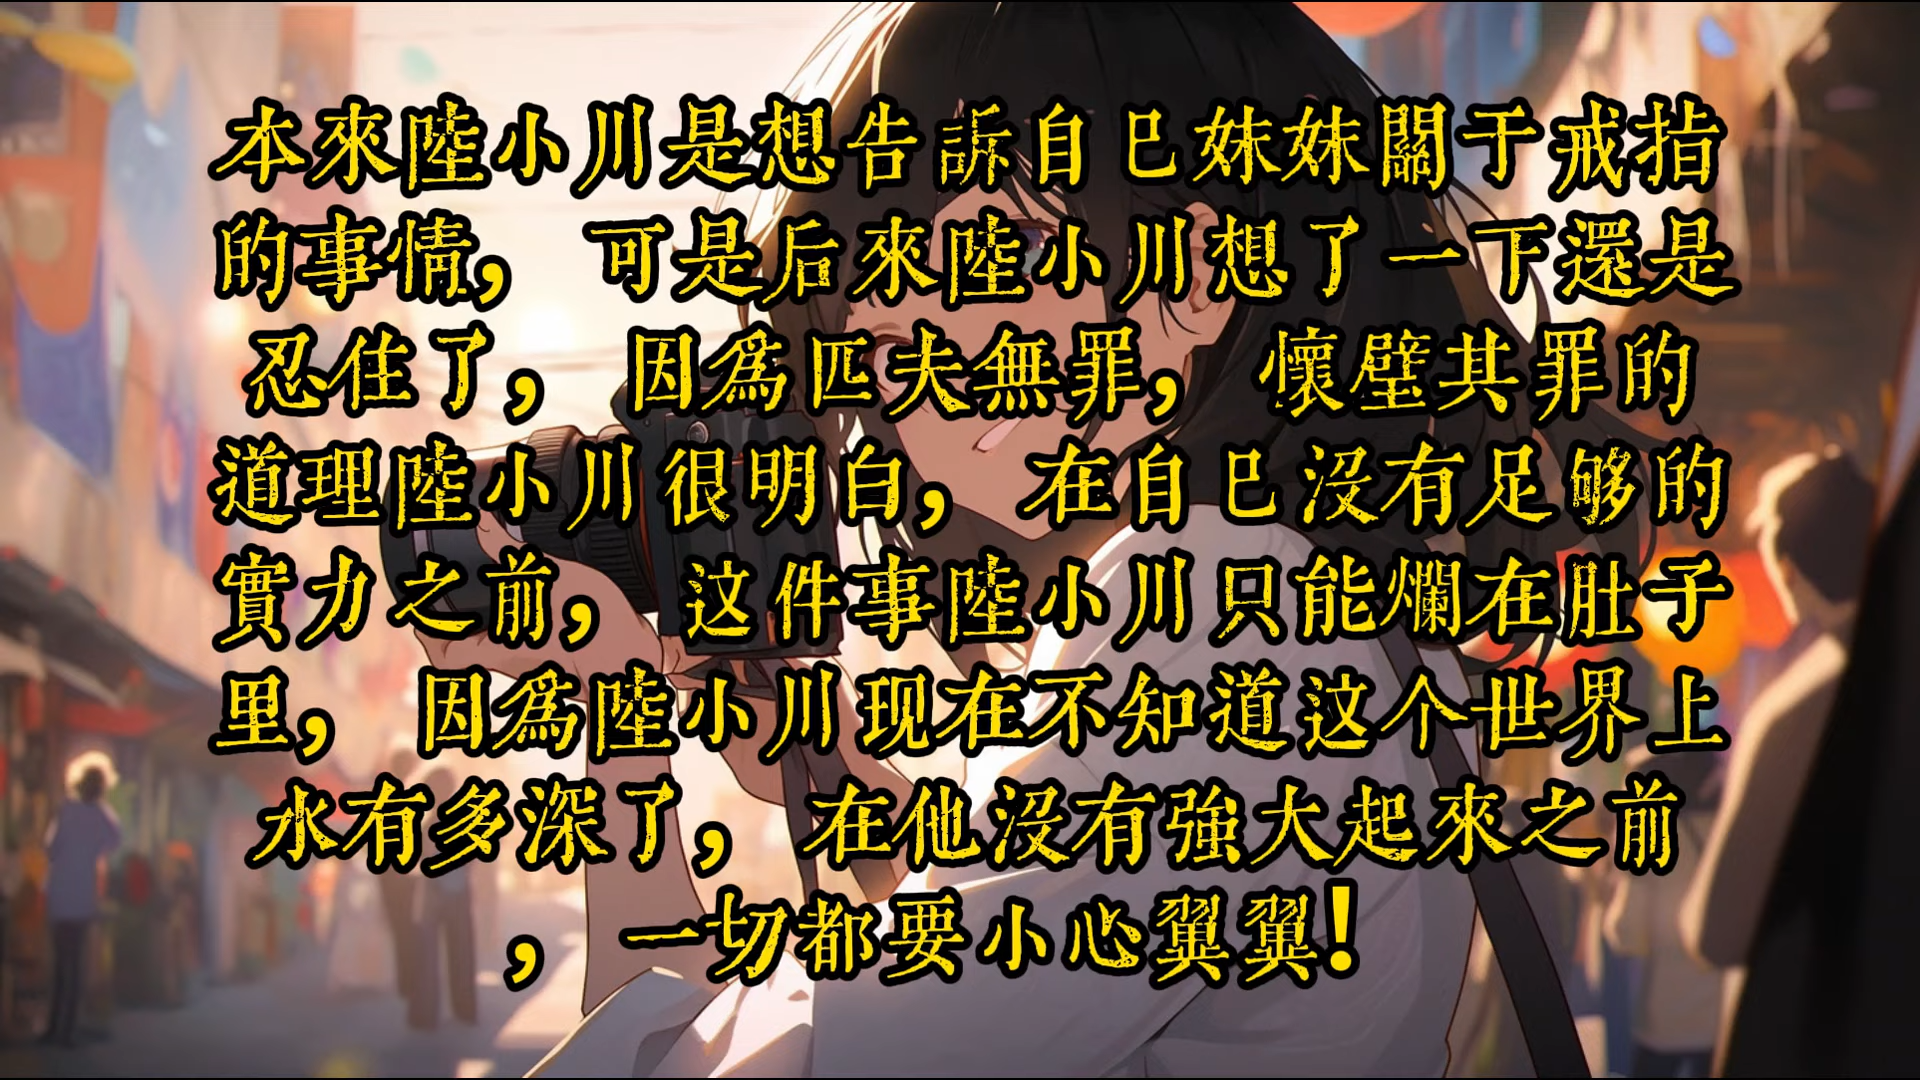 本來陸小川是想告訴自已妹妹關于戒指
的事情，可是后來陸小川想了一下還是
忍住了，因爲匹夫無罪，懷璧其罪的
道理陸小川很明白，在自已沒有足够的
實力之前，这件事陸小川只能爛在肚子
里，因爲陸小川现在不知道这个世界上
水有多深了，在他沒有強大起來之前
，一切都要小心翼翼！